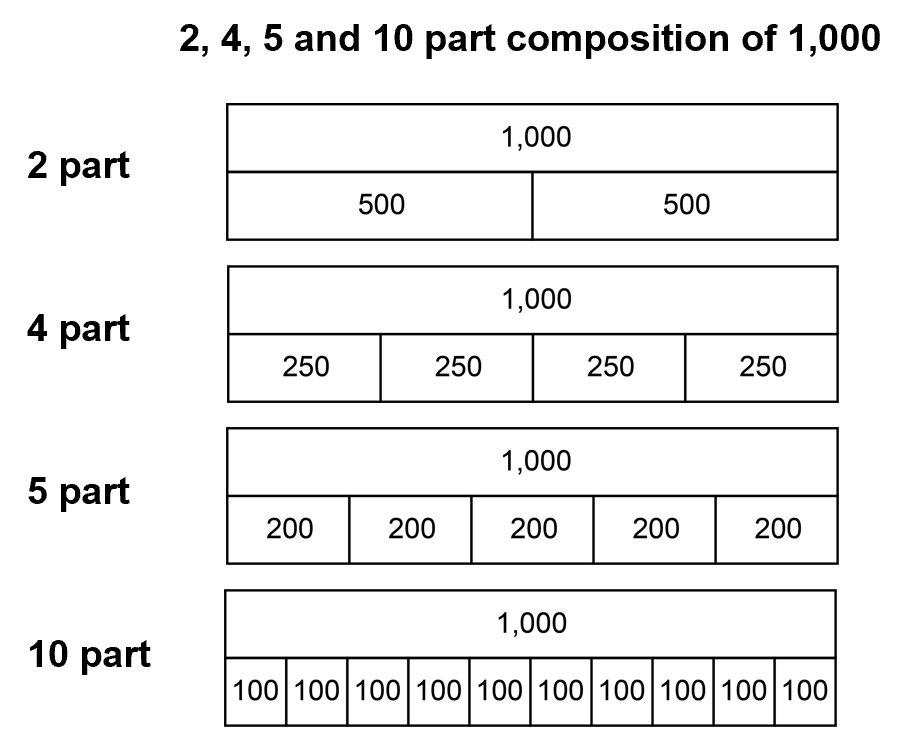 2, 4, 5 and 10 part composition of 1,000
2 part
1,000
500 500
4 part
1,000
250 250 250 250
5 part
1,000
200 200 200 200 200
10 part
1,000
100 100 100 100 100 100 100 100 100 100